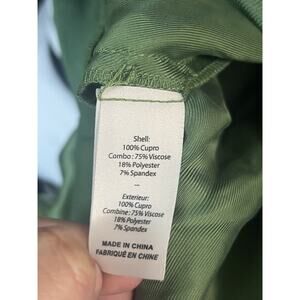 Shell:
100% Cupro
Combo: 75% Viscose
18% Polyester
7% Spandex
---
Exterieur:
100% Cupro
Combine: 75% Viscose
18% Polyester
7% Spandex
MADE IN CHINA
FABRIQUÉ EN CHINE